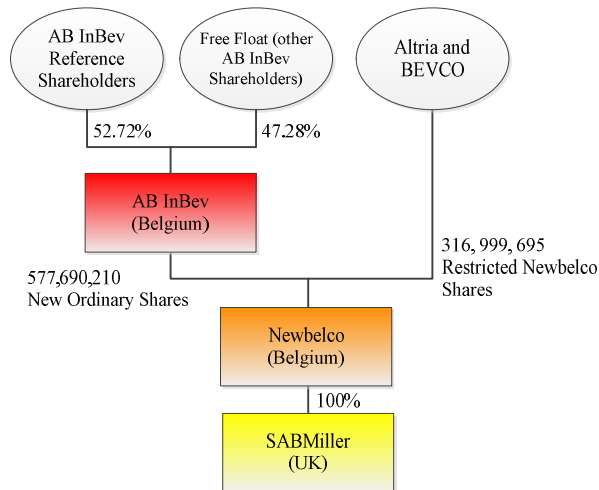 AB InBev
Reference
Shareholders
Free Float (other
AB InBev
Shareholders)
Altria and
BEVCO
52.72%
47.28%
AB InBev
(Belgium)
577,690,210
New Ordinary Shares
316, 999, 695
Restricted Newbelco
Shares
Newbelco
(Belgium)
100%
SABMiller
(UK)